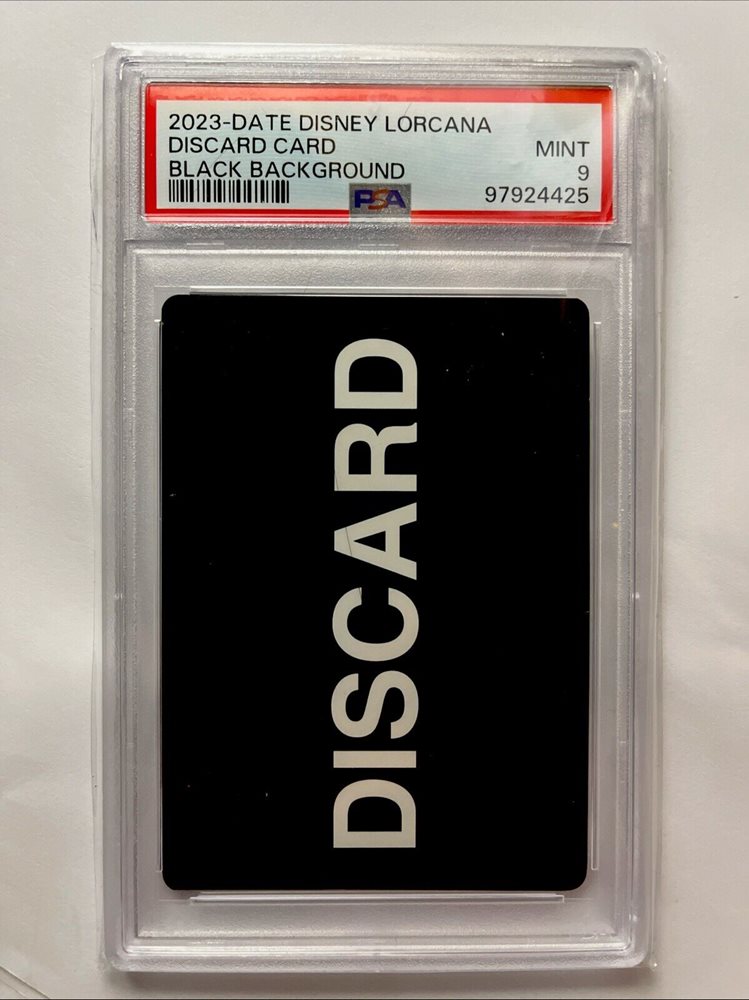 2023-DATE DISNEY LORCANA
DISCARD CARD
BLACK BACKGROUND
MINT
9
97924425
PSA
DISCARD